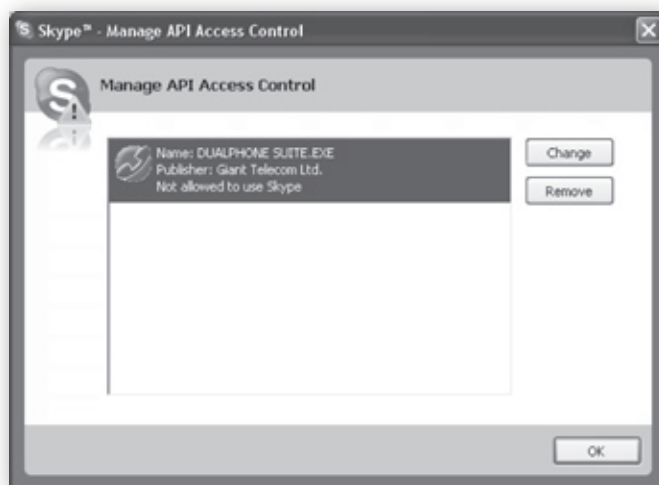 Skype™ - Manage API Access Control
Manage API Access Control
Name: DUALPHONE SUITE.EXE
Publisher: Giant Telecom Ltd.
Not allowed to use Skype
Change
Remove
OK